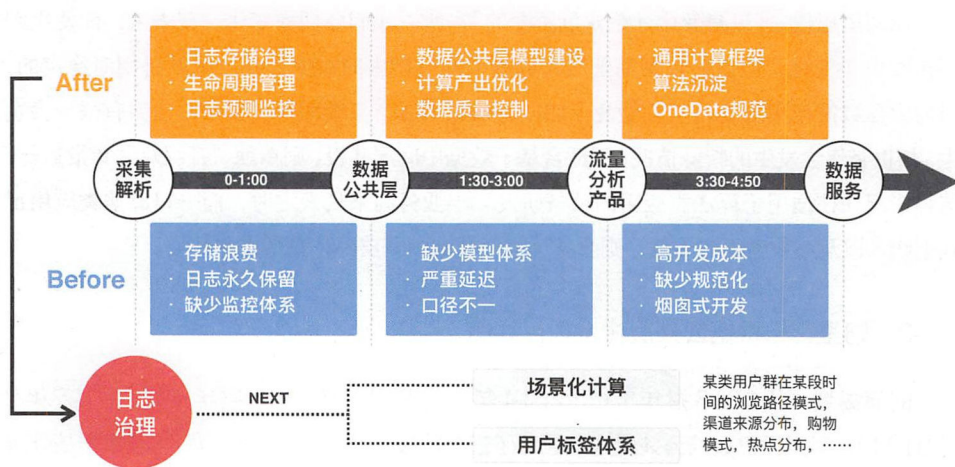 After
· 日志存储治理
· 生命周期管理
· 日志预测监控
· 数据公共层模型建设
· 计算产出优化
· 数据质量控制
· 通用计算框架
· 算法沉淀
· OneData规范
采集
解析
0-1:00
数据
公共层
1:30-3:00
流量
分析
产品
3:30-4:50
数据
服务
Before
· 存储浪费
· 日志永久保留
· 缺少监控体系
· 缺少模型体系
· 严重延迟
· 口径不一
· 高开发成本
· 缺少规范化
· 烟囱式开发
日志
治理
NEXT
场景化计算
用户标签体系
某类用户群在某段时
间的浏览路径模式，
渠道来源分布，购物
模式，热点分布，……